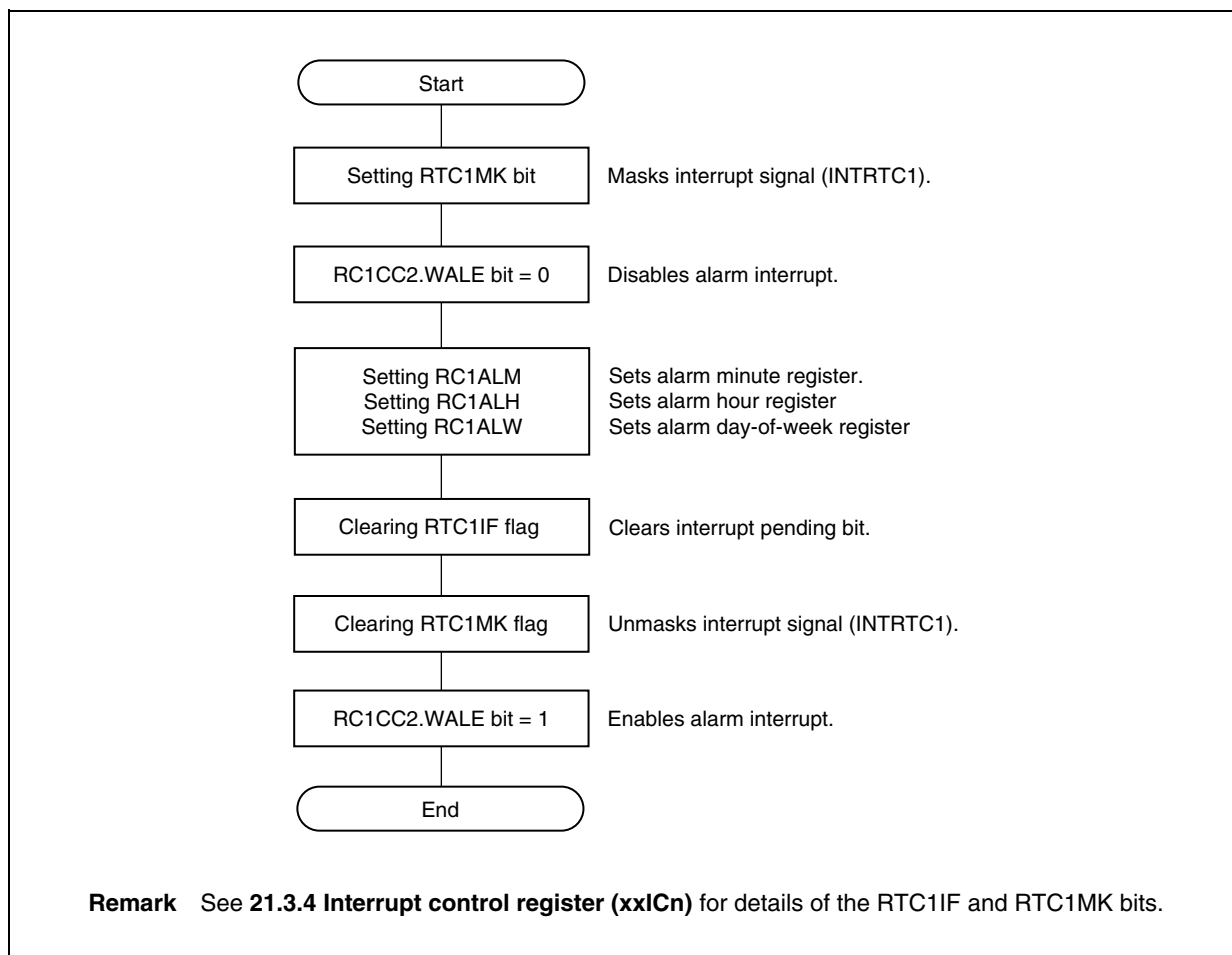 Start
Setting RTC1MK bit
Masks interrupt signal (INTRTC1).
RC1CC2.WALE bit = 0
Disables alarm interrupt.
Setting RC1ALM
Sets alarm minute register.
Setting RC1ALH
Sets alarm hour register
Setting RC1ALW
Sets alarm day-of-week register
Clearing RTC1IF flag
Clears interrupt pending bit.
Clearing RTC1MK flag
Unmasks interrupt signal (INTRTC1).
RC1CC2.WALE bit = 1
Enables alarm interrupt.
End
Remark See 21.3.4 Interrupt control register (xxICn) for details of the RTC1IF and RTC1MK bits.